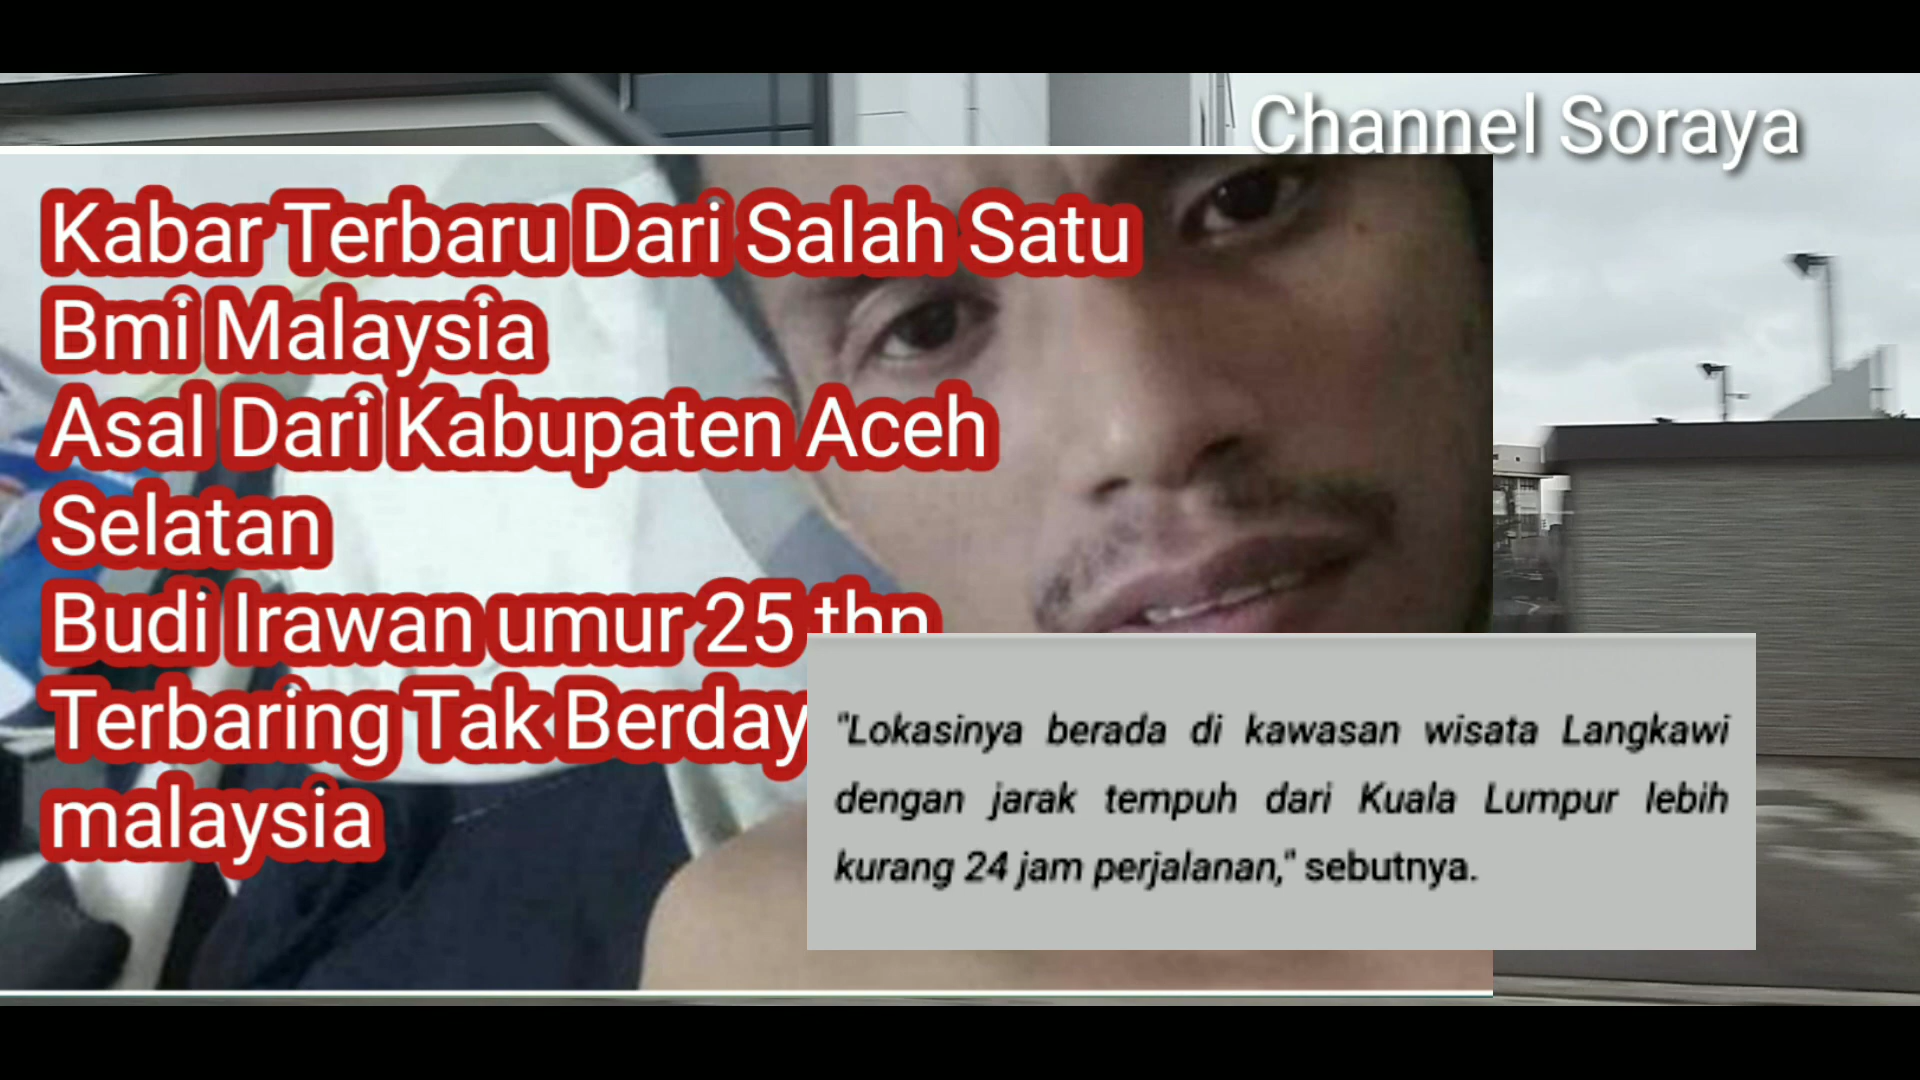 Channel Soraya
Kabar Terbaru Dari Salah Satu
Bmi Malaysia
Asal Dari Kabupaten Aceh
Selatan
Budi Irawan umur 25 thn
Terbaring Tak Berday
malaysia
"Lokasinya berada di kawasan wisata Langkawi
dengan jarak tempuh dari Kuala Lumpur lebih
kurang 24 jam perjalanan," sebutnya.